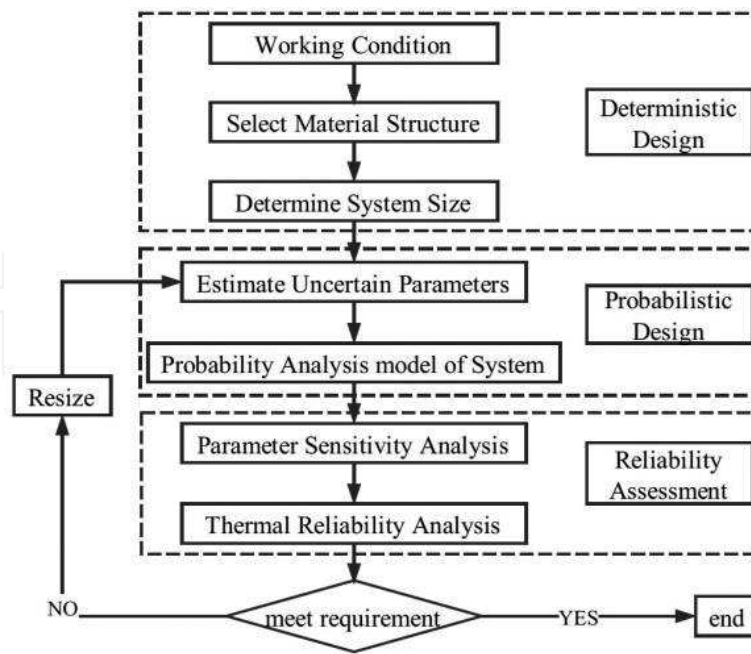 Working Condition
Select Material Structure
Deterministic
Design
Determine System Size
Estimate Uncertain Parameters
Probabilistic
Design
Probability Analysis model of System
Resize
Parameter Sensitivity Analysis
Reliability
Assessment
Thermal Reliability Analysis
NO
meet requirement
YES
end